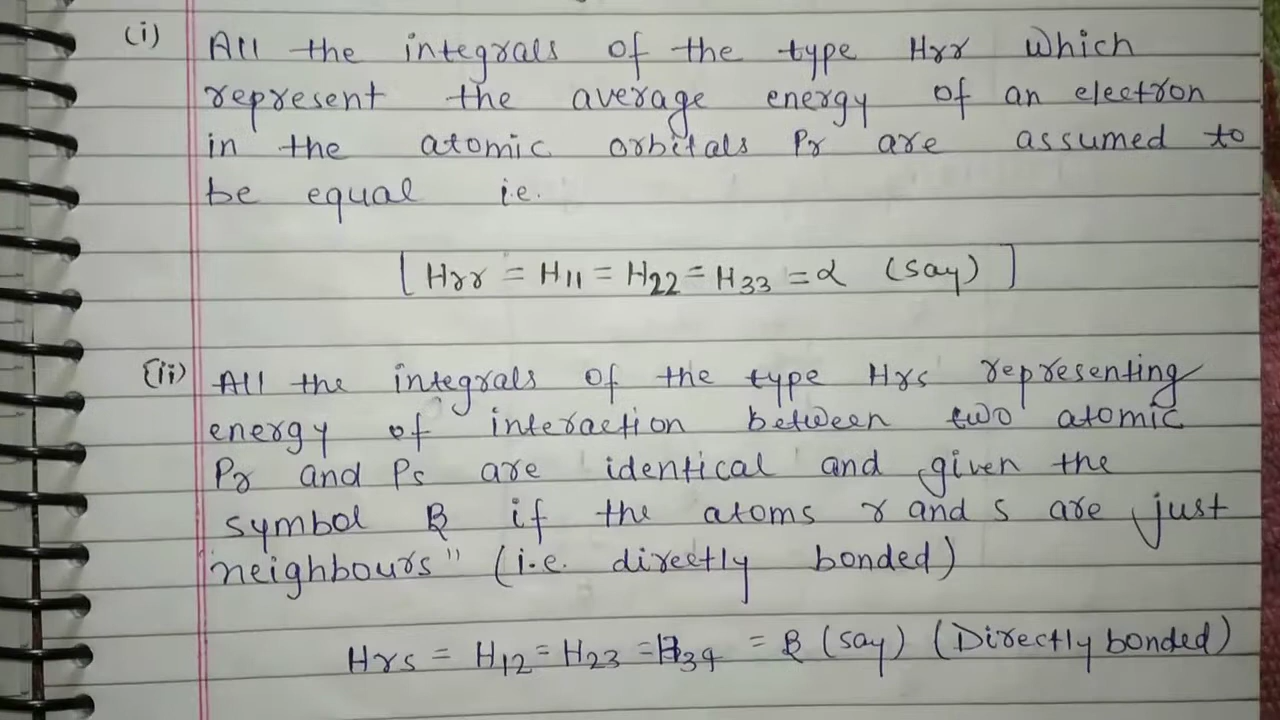 (i) All the integrals of the type Hrr which
represent the average energy of an electron
in the atomic orbitals Pr are assumed to
be equal i.e.
[ Hrr = H11 = H22 = H33 = α (say) ]
(ii) All the integrals of the type Hrs representing
energy of interaction between two atomic
Pr and Ps are identical and given the
symbol β if the atoms r and s are just
"neighbours" (i.e. directly bonded)
Hrs = H12 = H23 = H34 = β (say) (Directly bonded)